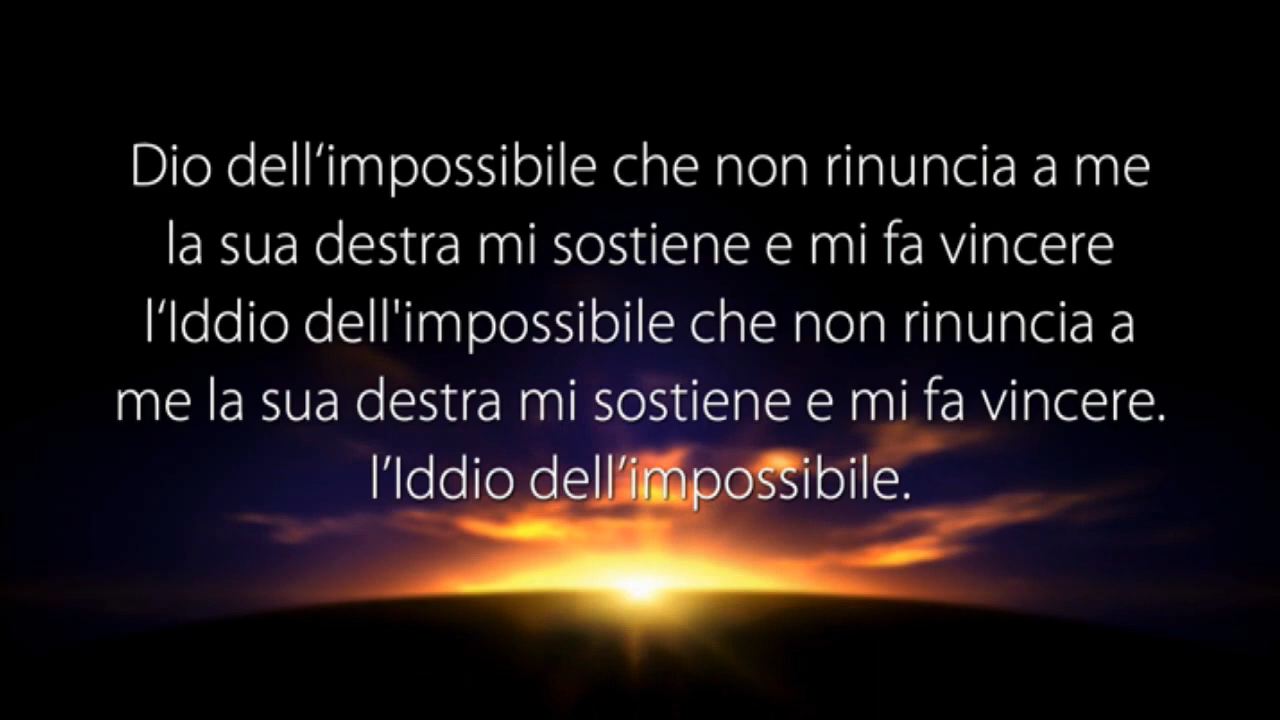 Dio dell‘impossibile che non rinuncia a me
la sua destra mi sostiene e mi fa vincere
l‘Iddio dell'impossibile che non rinuncia a
me la sua destra mi sostiene e mi fa vincere.
l’Iddio dell’impossibile.